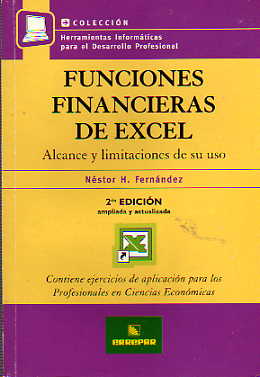 COLECCIÓN
Herramientas Informáticas
para el Desarrollo Profesional
FUNCIONES
FINANCIERAS
DE EXCEL
Alcance y limitaciones de su uso
Néstor H. Fernández
2da EDICIÓN
ampliada y actualizada
Contiene ejercicios de aplicación para los
Profesionales en Ciencias Económicas
ERREPAR